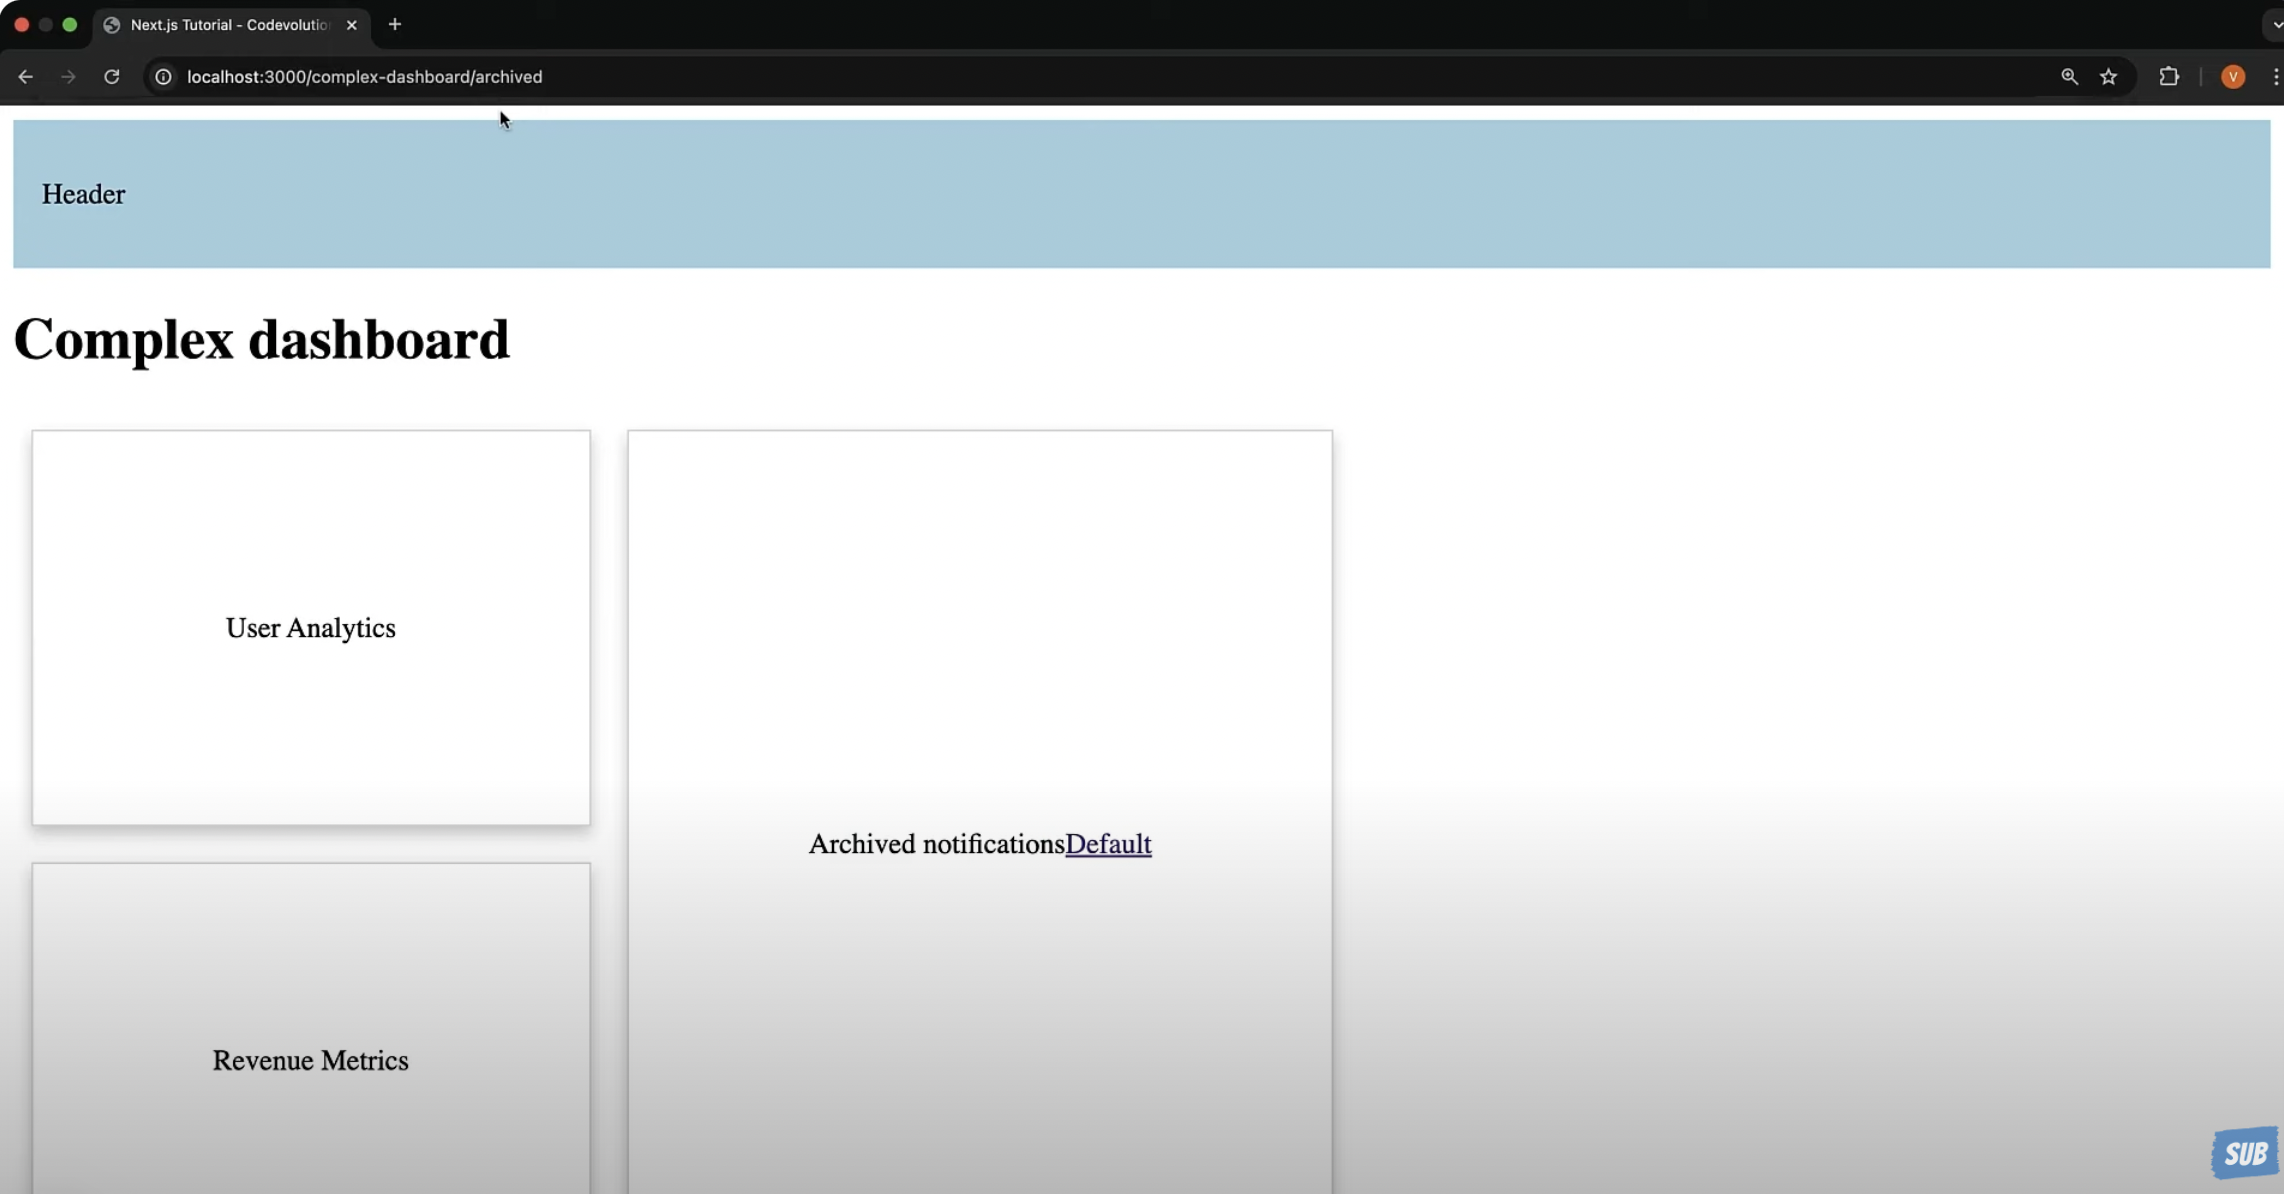 Next.js Tutorial - Codevolutio
localhost:3000/complex-dashboard/archived
V
Header
Complex dashboard
User Analytics
Archived notificationsDefault
Revenue Metrics
SUB